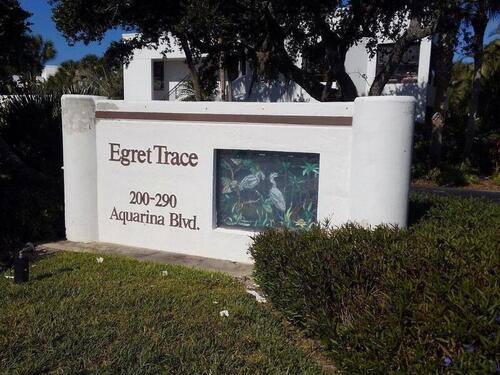 Egret Trace
200-290
Aquarina Blvd.